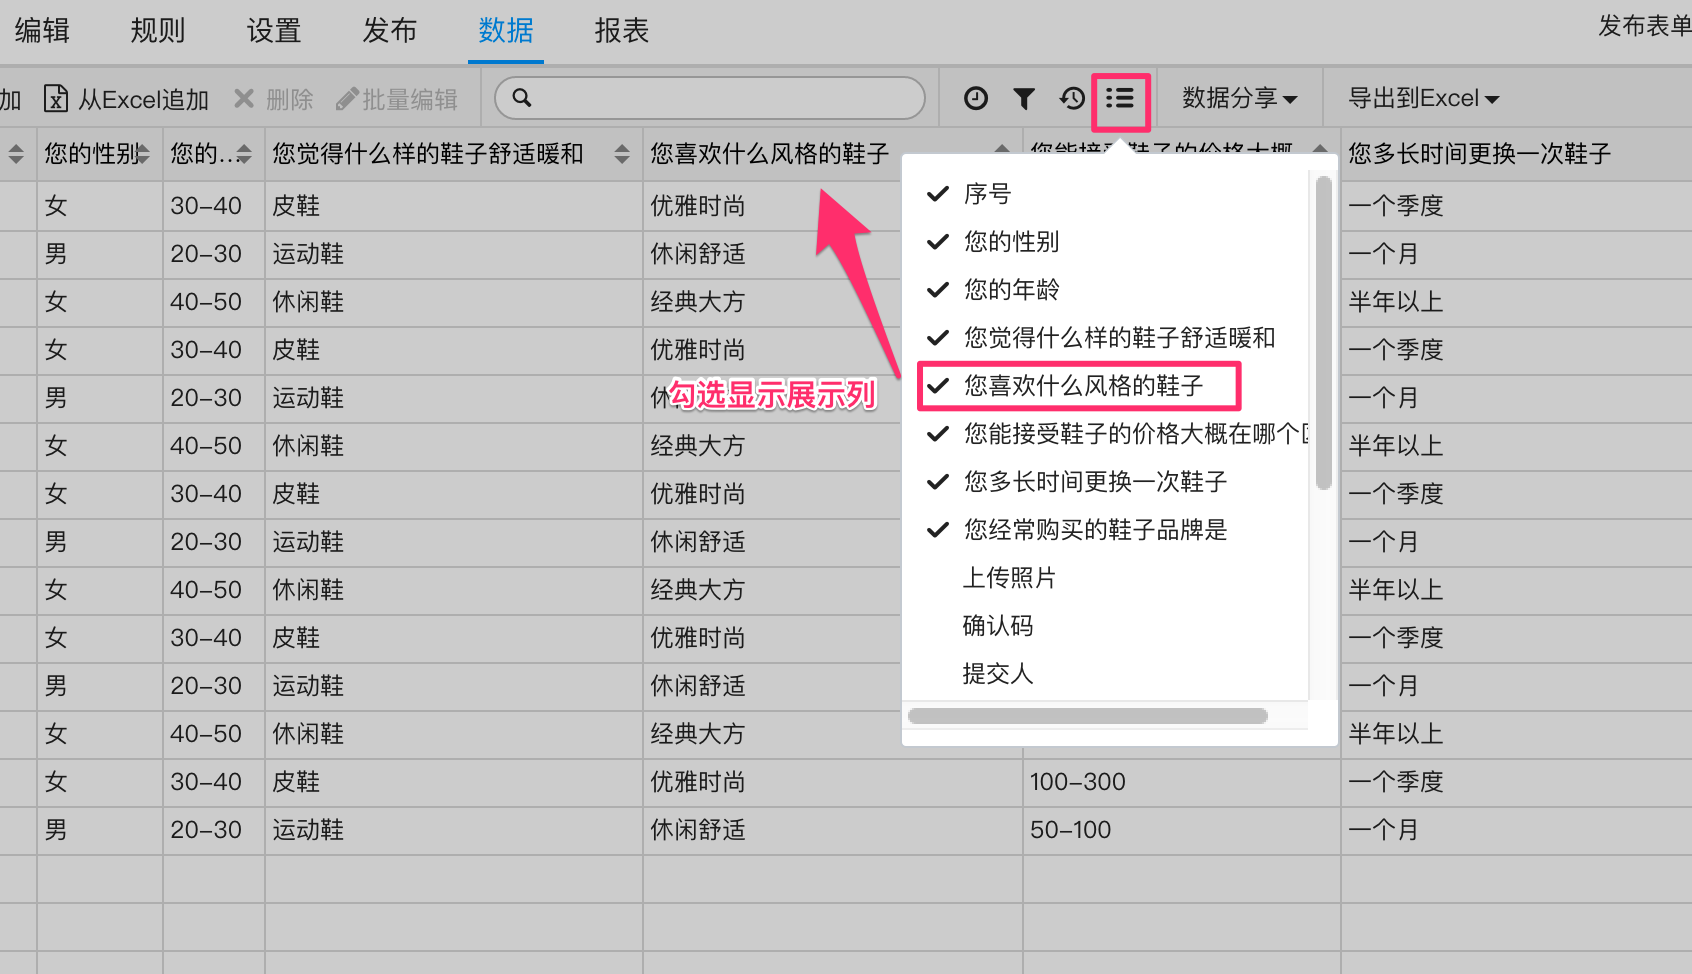 编辑 规则 设置 发布 数据 报表 发布表单
加 从Excel追加 删除 批量编辑 数据分享 导出到Excel
您的性别 您的... 您觉得什么样的鞋子舒适暖和 您喜欢什么风格的鞋子 您能接受鞋子的价格大概 您多长时间更换一次鞋子
女 30-40 皮鞋 优雅时尚 一个季度
男 20-30 运动鞋 休闲舒适 一个月
女 40-50 休闲鞋 经典大方 半年以上
女 30-40 皮鞋 优雅时尚 一个季度
男 20-30 运动鞋 休 一个月
女 40-50 休闲鞋 经典大方 半年以上
女 30-40 皮鞋 优雅时尚 一个季度
男 20-30 运动鞋 休闲舒适 一个月
女 40-50 休闲鞋 经典大方 半年以上
女 30-40 皮鞋 优雅时尚 一个季度
男 20-30 运动鞋 休闲舒适 一个月
女 40-50 休闲鞋 经典大方 半年以上
女 30-40 皮鞋 优雅时尚 100-300 一个季度
男 20-30 运动鞋 休闲舒适 50-100 一个月
勾选显示展示列
序号
您的性别
您的年龄
您觉得什么样的鞋子舒适暖和
您喜欢什么风格的鞋子
您能接受鞋子的价格大概在哪个
您多长时间更换一次鞋子
您经常购买的鞋子品牌是
上传照片
确认码
提交人